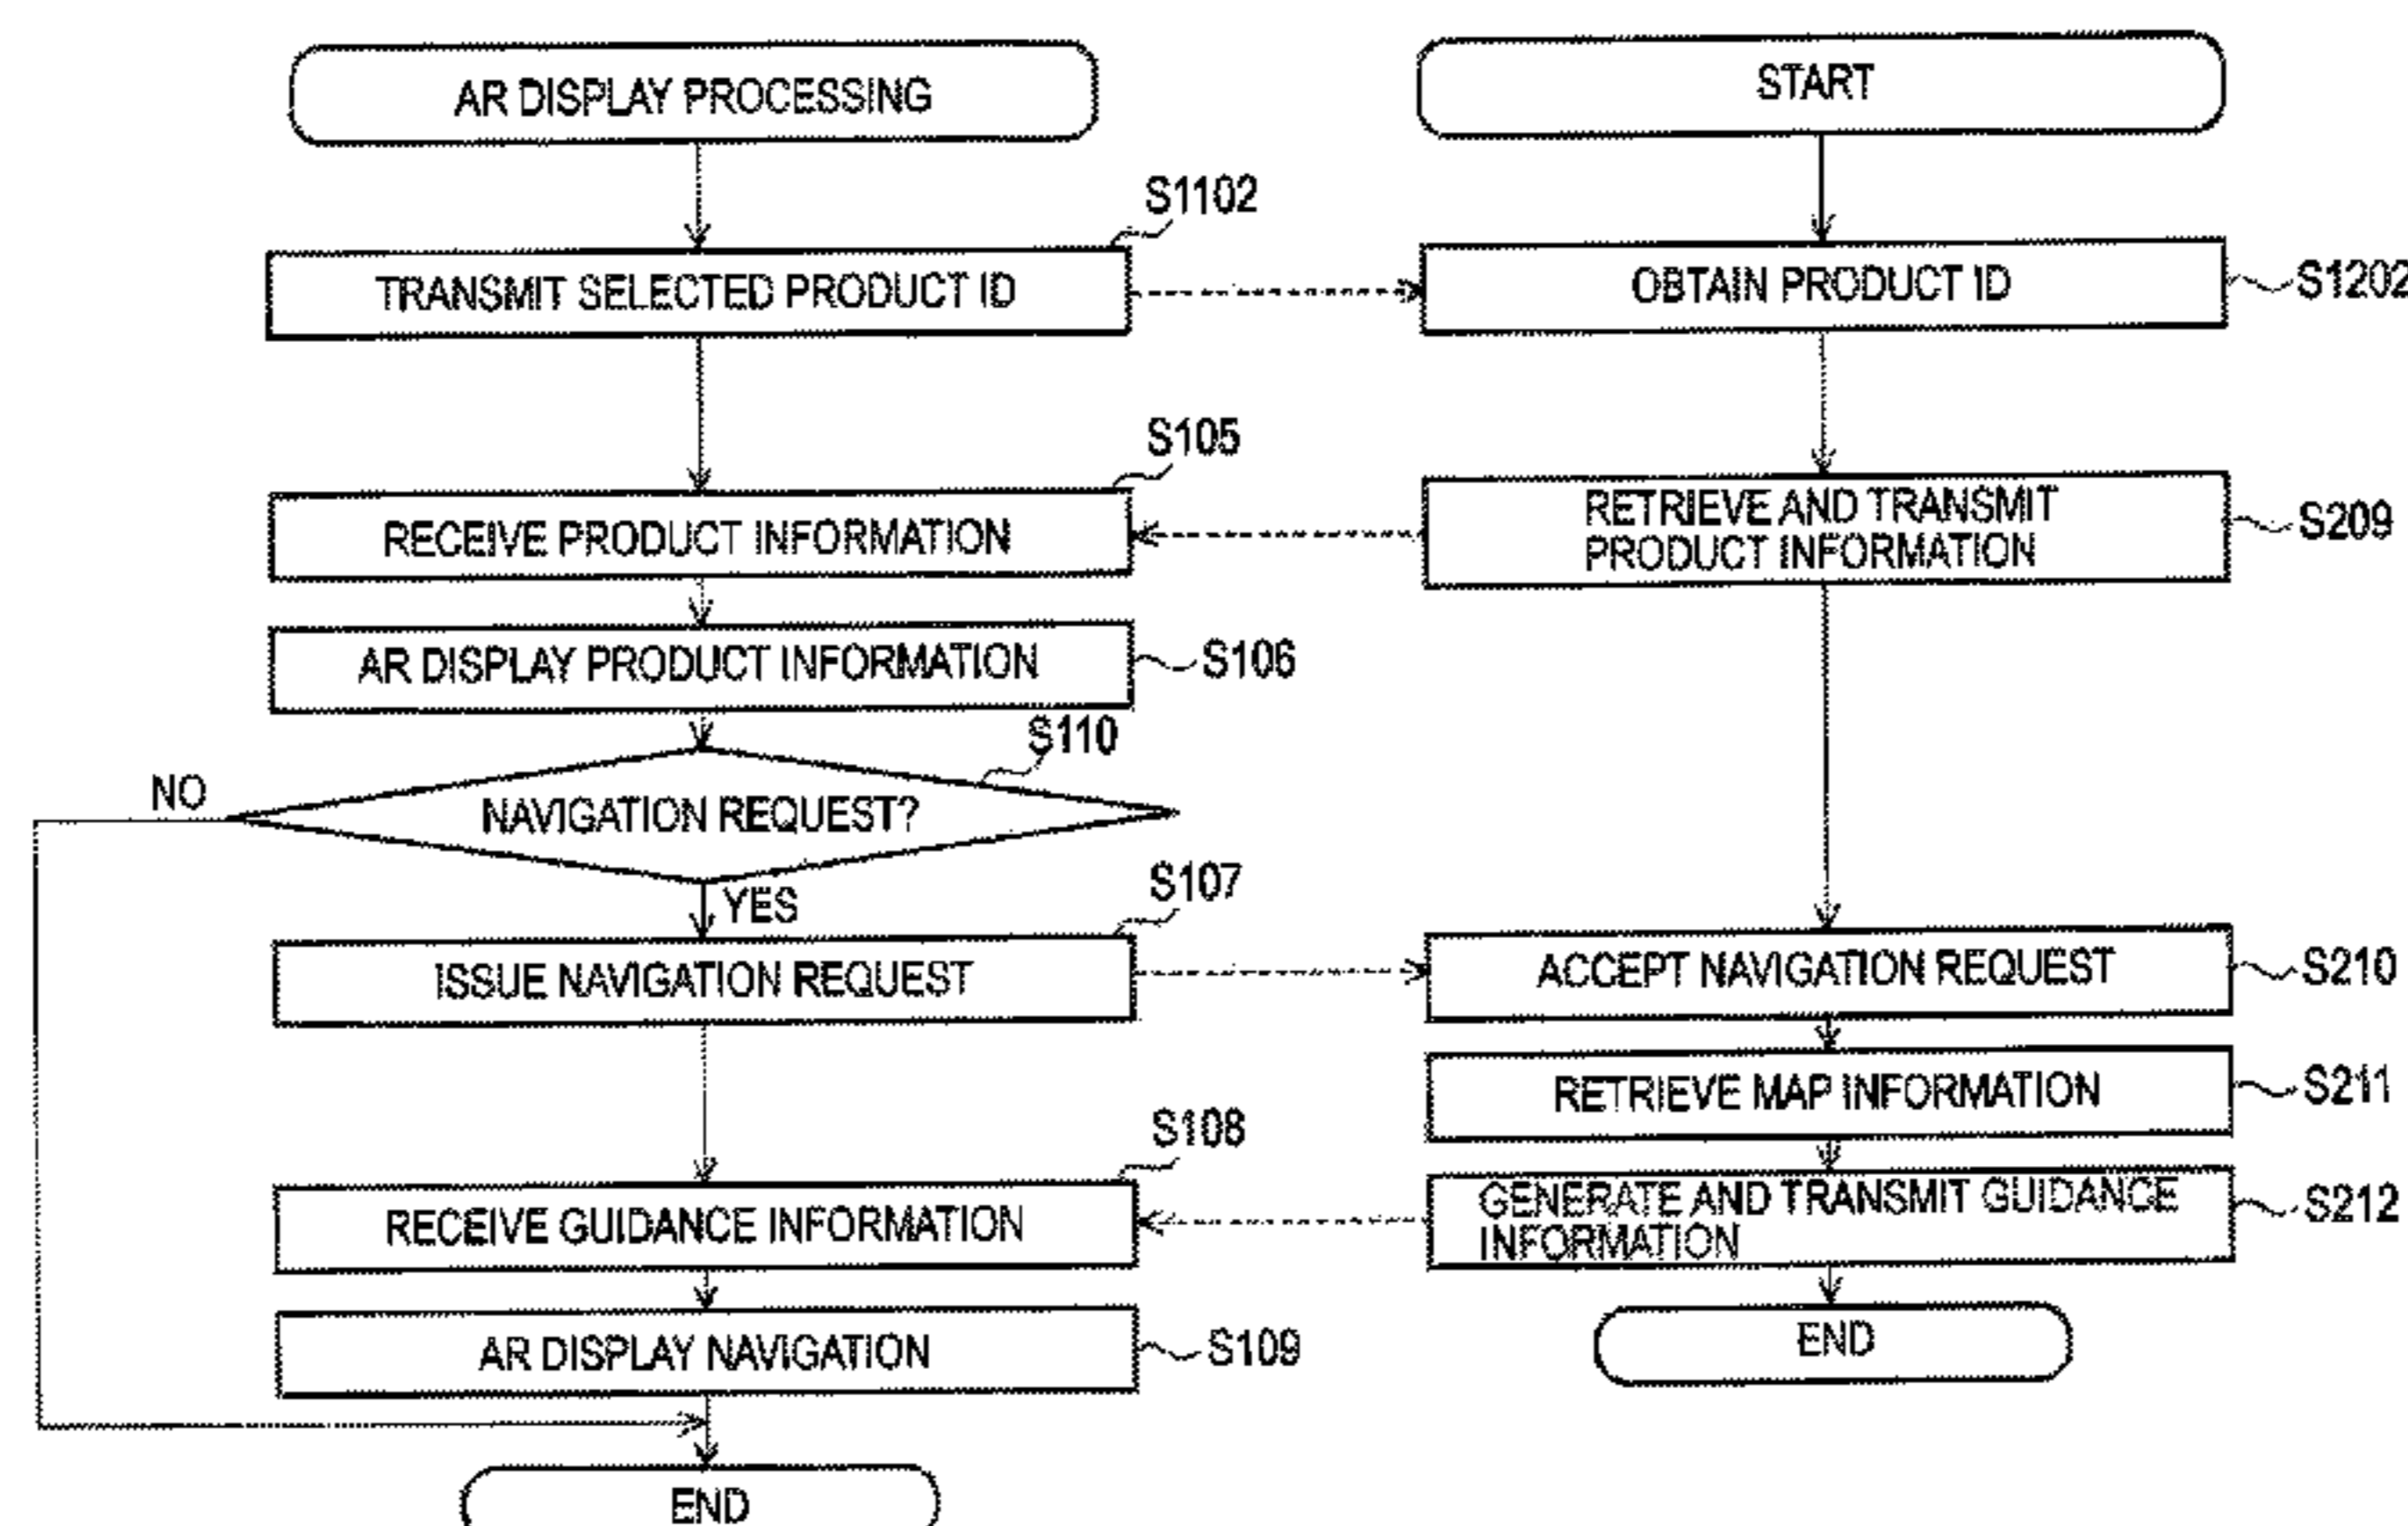 AR DISPLAY PROCESSING
START
S1102
TRANSMIT SELECTED PRODUCT ID
OBTAIN PRODUCT ID
S1202
S105
RECEIVE PRODUCT INFORMATION
RETRIEVE AND TRANSMIT
PRODUCT INFORMATION
S209
AR DISPLAY PRODUCT INFORMATION
S106
S110
NO
NAVIGATION REQUEST?
YES
S107
ISSUE NAVIGATION REQUEST
ACCEPT NAVIGATION REQUEST
S210
RETRIEVE MAP INFORMATION
S211
S108
RECEIVE GUIDANCE INFORMATION
GENERATE AND TRANSMIT GUIDANCE
INFORMATION
S212
AR DISPLAY NAVIGATION
S109
END
END